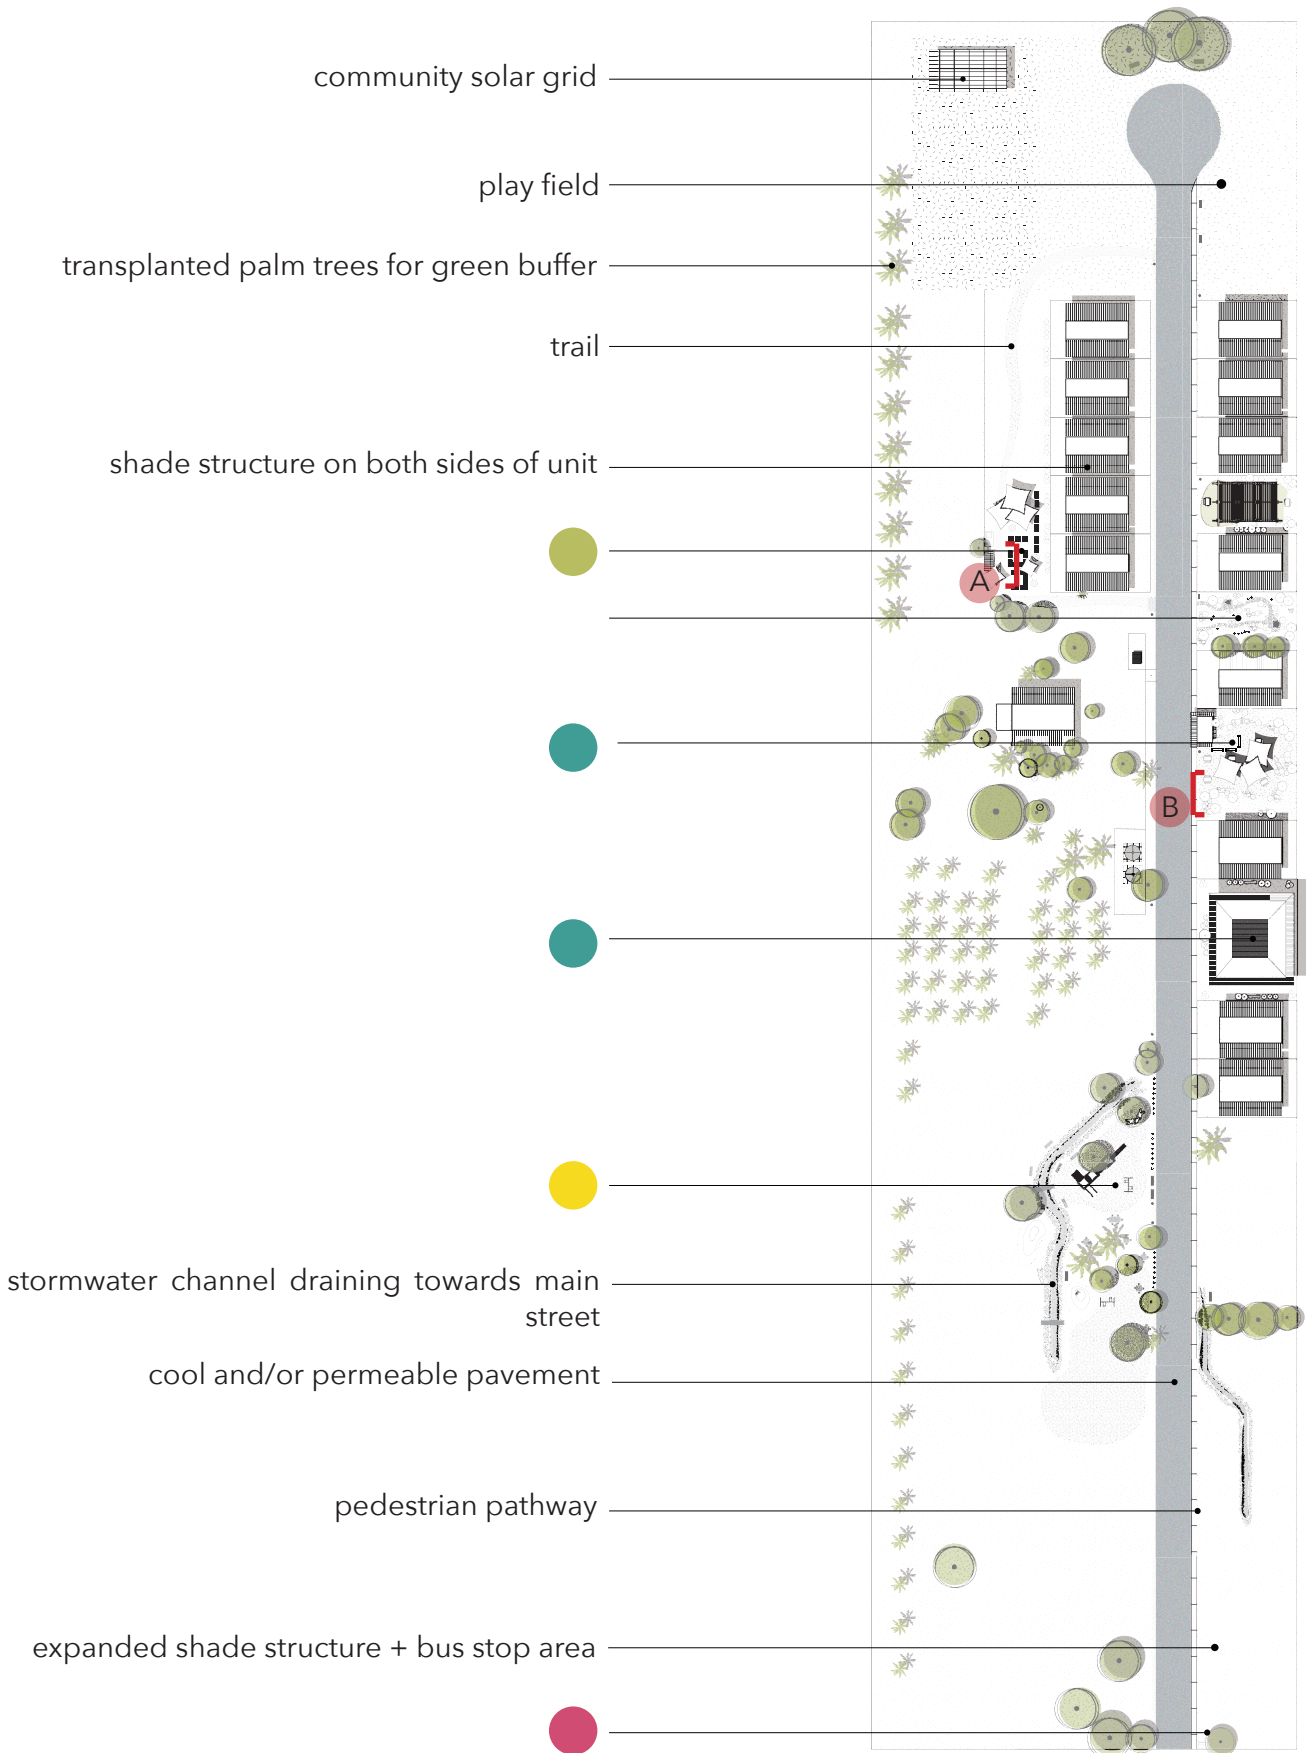 community solar grid
play field
transplanted palm trees for green buffer
trail
shade structure on both sides of unit
A
B
stormwater channel draining towards main
street
cool and/or permeable pavement
pedestrian pathway
expanded shade structure + bus stop area